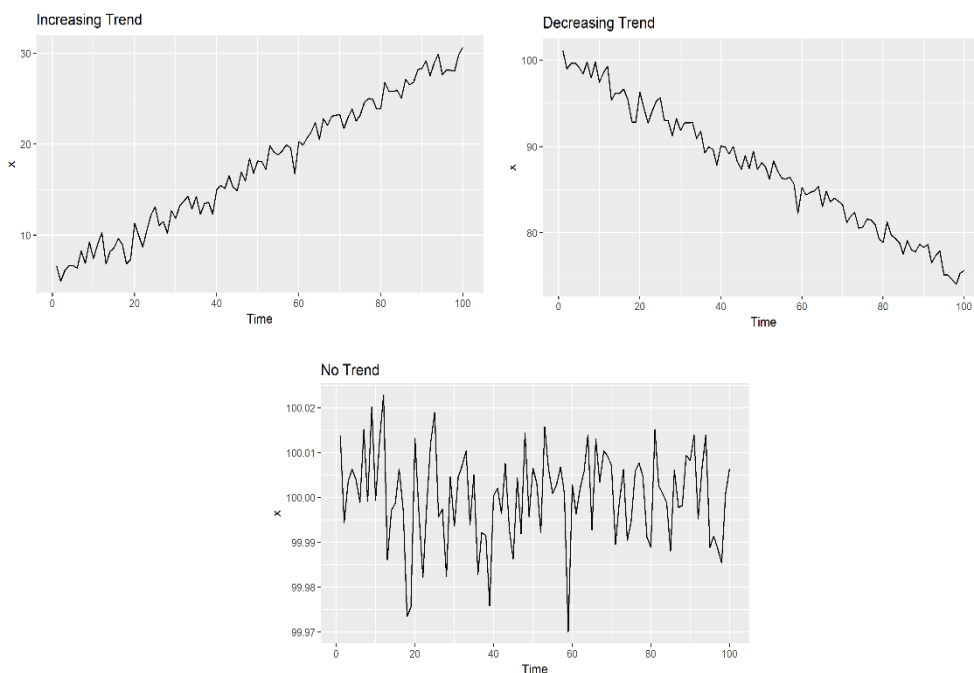 Increasing Trend
30
20
10
x
0 20 40 60 80 100
Time
Decreasing Trend
100
90
80
x
0 20 40 60 80 100
Time
No Trend
100.02
100.01
100.00
99.99
99.98
99.97
x
0 20 40 60 80 100
Time